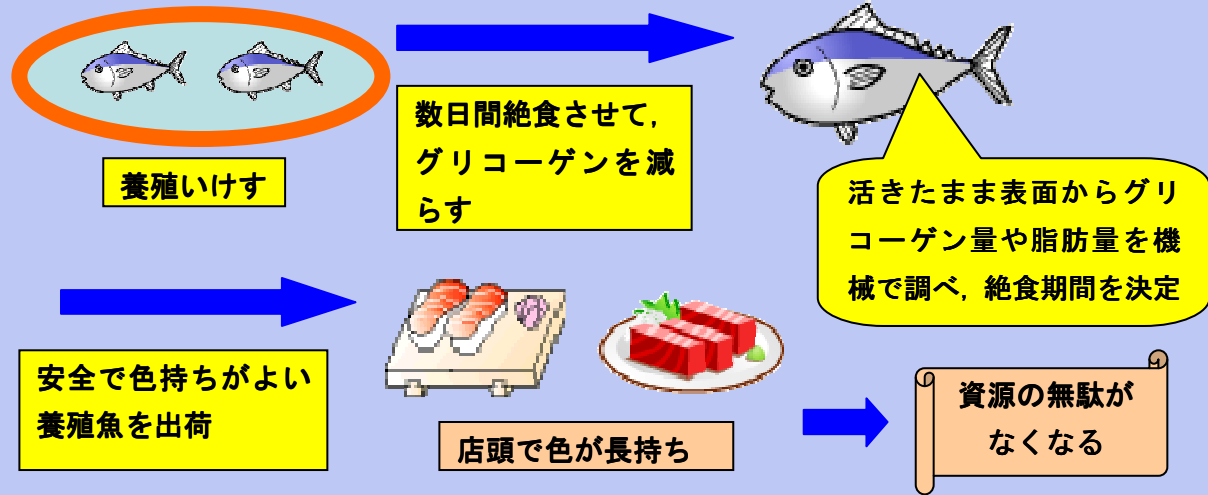 養殖いけす
数日間絶食させて,
グリコーゲンを減
らす
活きたまま表面からグリ
コーゲン量や脂肪量を機
械で調べ, 絶食期間を決定
安全で色持ちがよい
養殖魚を出荷
店頭で色が長持ち
資源の無駄が
なくなる